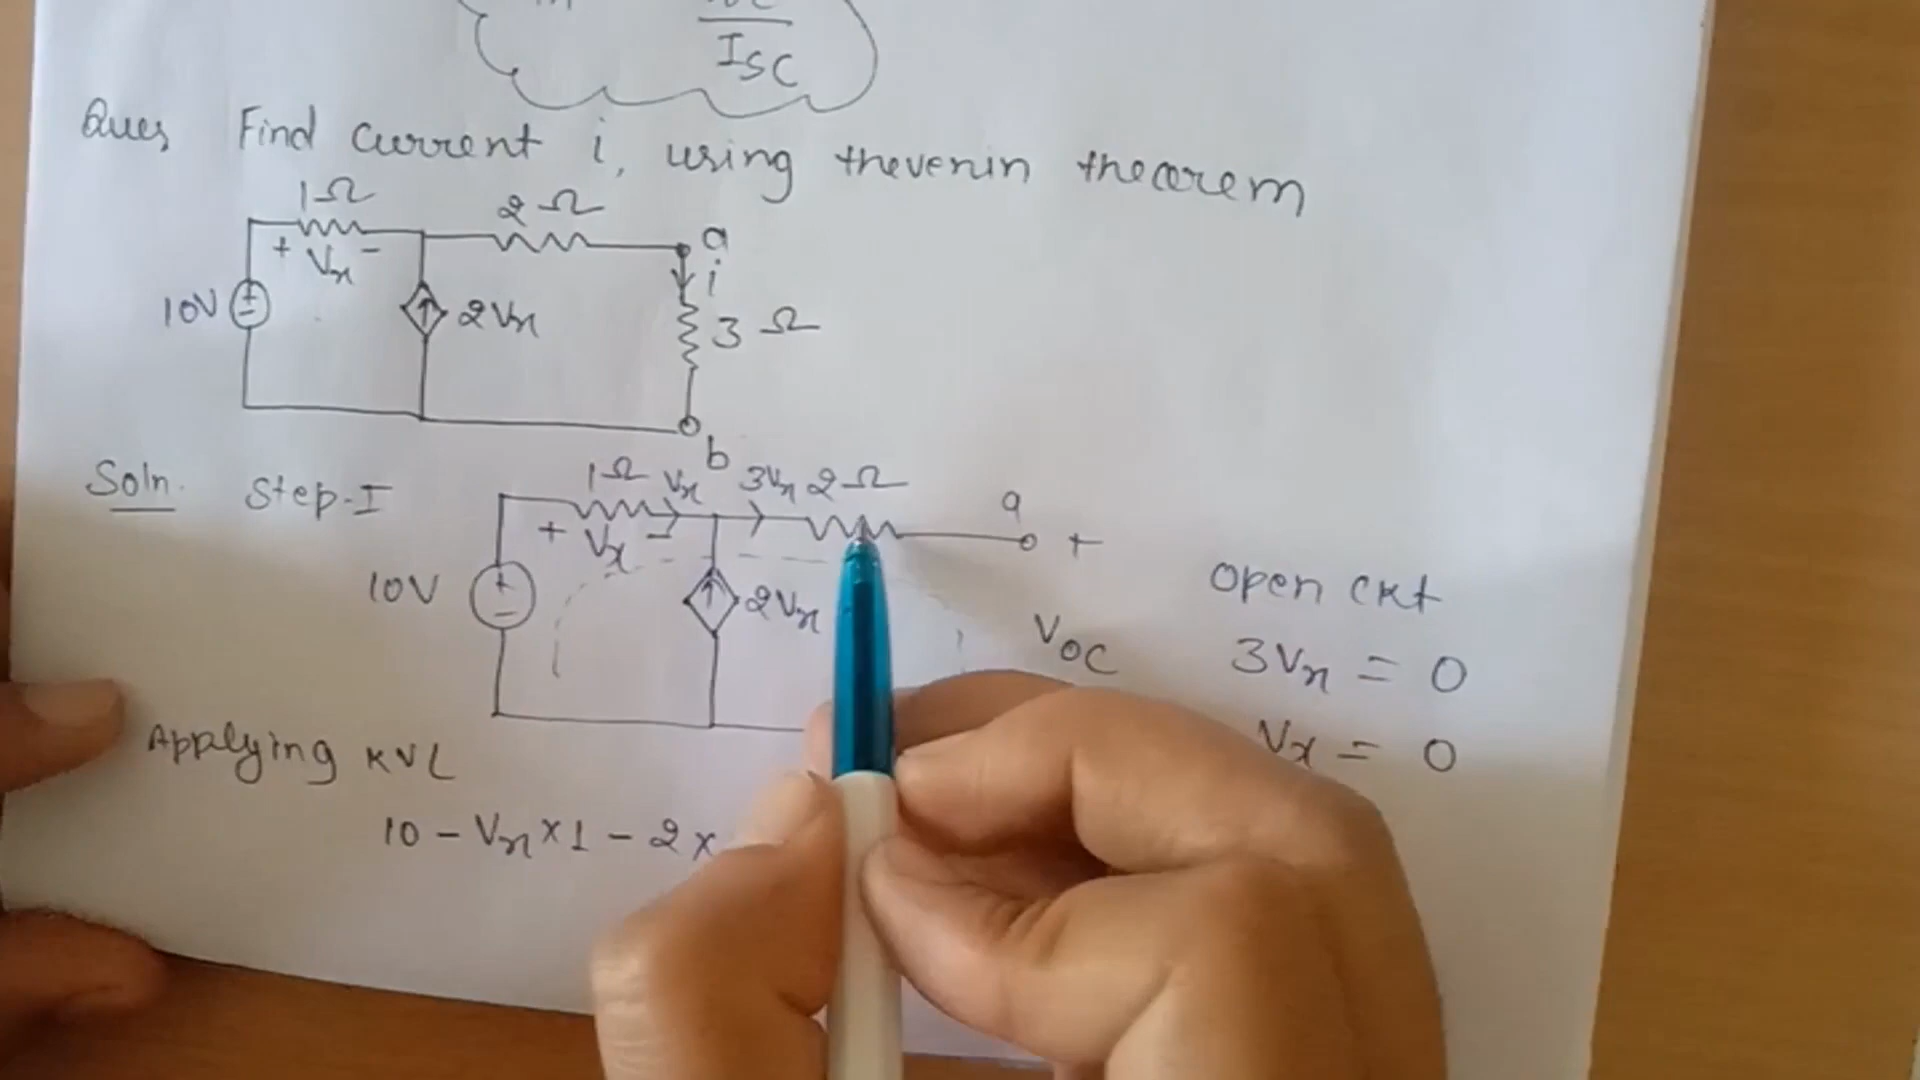 ISC
Ques, Find Current i, using thevenin thearem
1Ω 2Ω a
+ Vx - i
10V 2Vx 3 Ω
b
Soln. Step-I 1Ω Vx 3Vx 2Ω a
+ Vx - +
10V 2Vx Open ckt
VOC 3Vx = 0
Applying KVL Vx = 0
10 - Vx × 1 - 2 ×